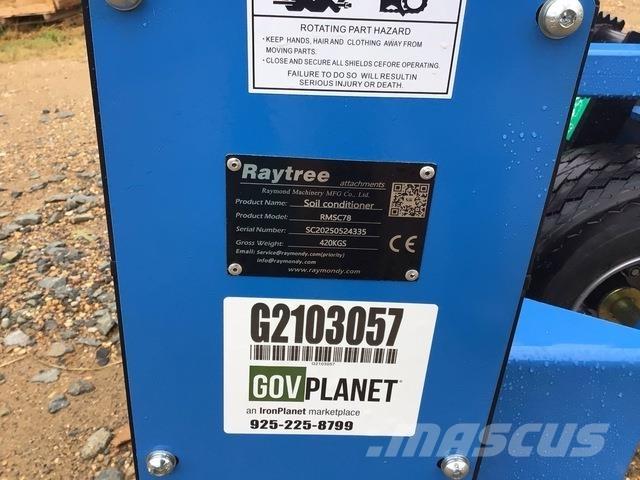 ROTATING PART HAZARD
•KEEP HANDS, HAIR AND CLOTHING AWAY FROM
MOVING PARTS.
•CLOSE AND SECURE ALL SHIELDS CEFORE OPERATING.
FAILURE TO DO SO WILL RESULTIN
SERIOUS INJURY OR DEATH.
Raytree
attachments
Raymond Machinery MFG Co., Ltd.
Product Name: Soil conditioner
Product Model: RMSC78
Serial Number: SC20250524335
Gross Weight: 420KGS
CE
Email: Service@raymondy.com(priority)
info@raymondy.com
www.raymondy.com
G2103057
G2103057
GOVPLANET®
an IronPlanet marketplace
925-225-8799
MASCUS